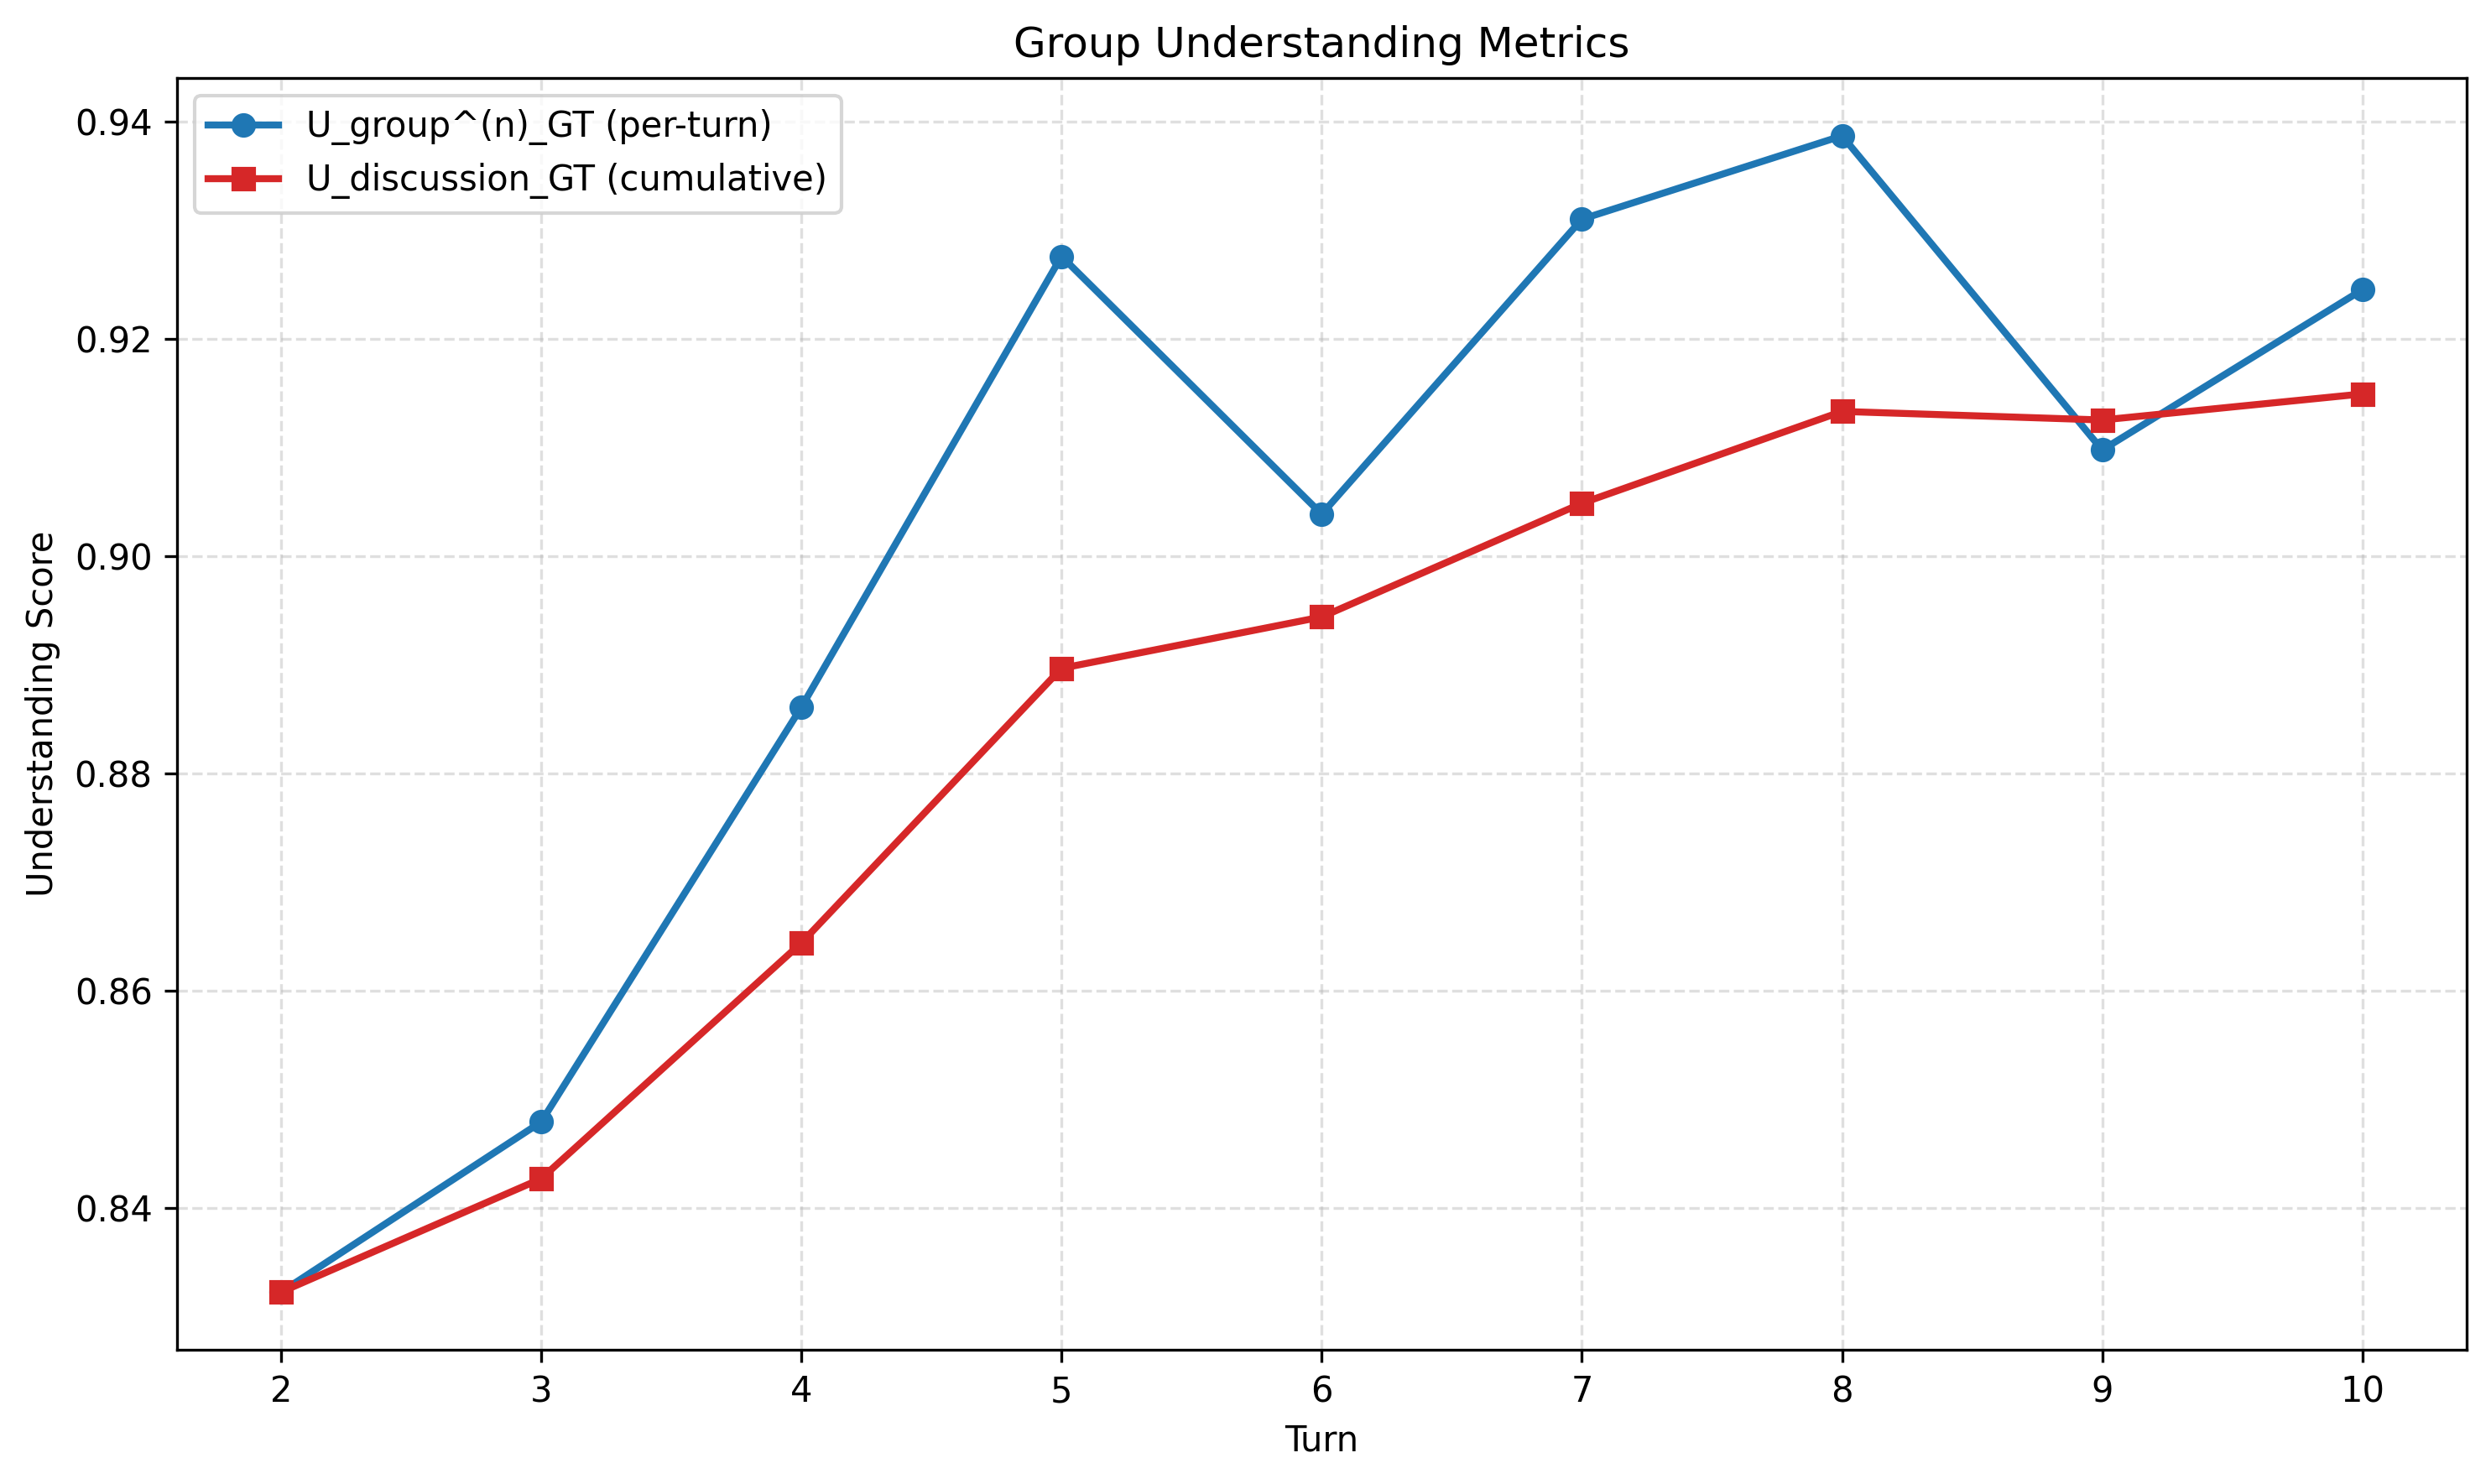 Group Understanding Metrics
U_group^(n)_GT (per-turn)
U_discussion_GT (cumulative)
Understanding Score
0.94
0.92
0.90
0.88
0.86
0.84
2 3 4 5 6 7 8 9 10
Turn